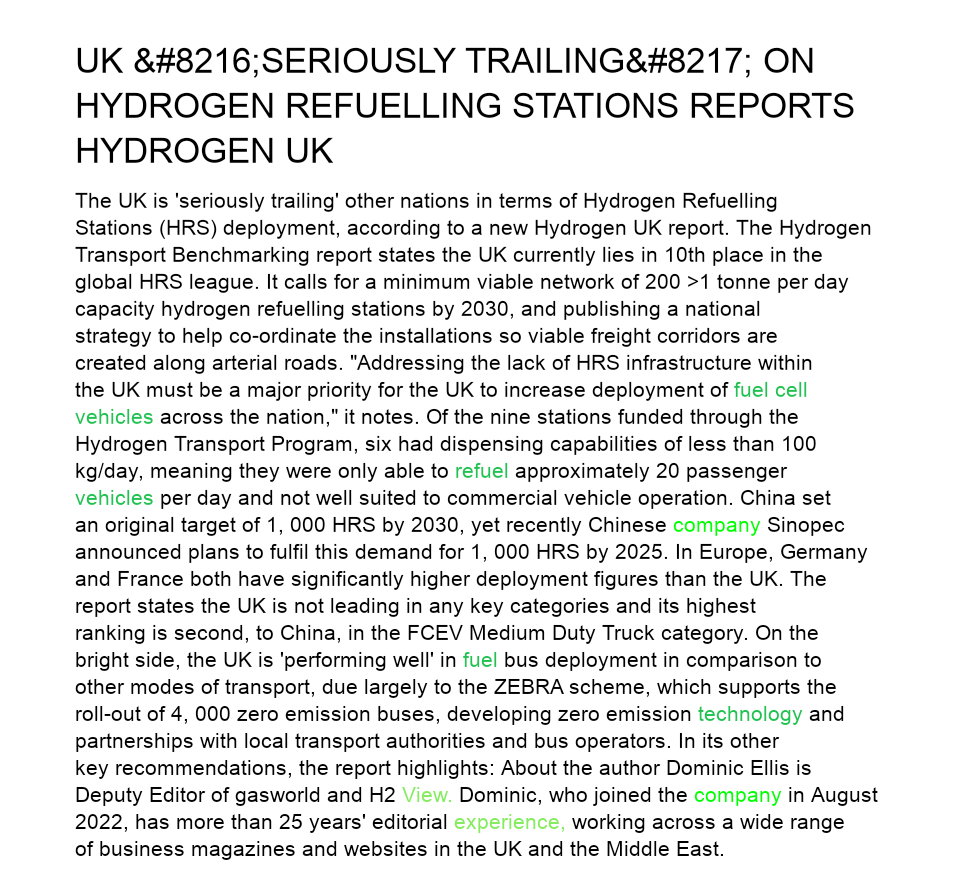 UK &#8216;SERIOUSLY TRAILING&#8217; ON
HYDROGEN REFUELLING STATIONS REPORTS
HYDROGEN UK
The UK is 'seriously trailing' other nations in terms of Hydrogen Refuelling
Stations (HRS) deployment, according to a new Hydrogen UK report. The Hydrogen
Transport Benchmarking report states the UK currently lies in 10th place in the
global HRS league. It calls for a minimum viable network of 200 >1 tonne per day
capacity hydrogen refuelling stations by 2030, and publishing a national
strategy to help co-ordinate the installations so viable freight corridors are
created along arterial roads. "Addressing the lack of HRS infrastructure within
the UK must be a major priority for the UK to increase deployment of fuel cell
vehicles across the nation," it notes. Of the nine stations funded through the
Hydrogen Transport Program, six had dispensing capabilities of less than 100
kg/day, meaning they were only able to refuel approximately 20 passenger
vehicles per day and not well suited to commercial vehicle operation. China set
an original target of 1, 000 HRS by 2030, yet recently Chinese company Sinopec
announced plans to fulfil this demand for 1, 000 HRS by 2025. In Europe, Germany
and France both have significantly higher deployment figures than the UK. The
report states the UK is not leading in any key categories and its highest
ranking is second, to China, in the FCEV Medium Duty Truck category. On the
bright side, the UK is 'performing well' in fuel bus deployment in comparison to
other modes of transport, due largely to the ZEBRA scheme, which supports the
roll-out of 4, 000 zero emission buses, developing zero emission technology and
partnerships with local transport authorities and bus operators. In its other
key recommendations, the report highlights: About the author Dominic Ellis is
Deputy Editor of gasworld and H2 View. Dominic, who joined the company in August
2022, has more than 25 years' editorial experience, working across a wide range
of business magazines and websites in the UK and the Middle East.